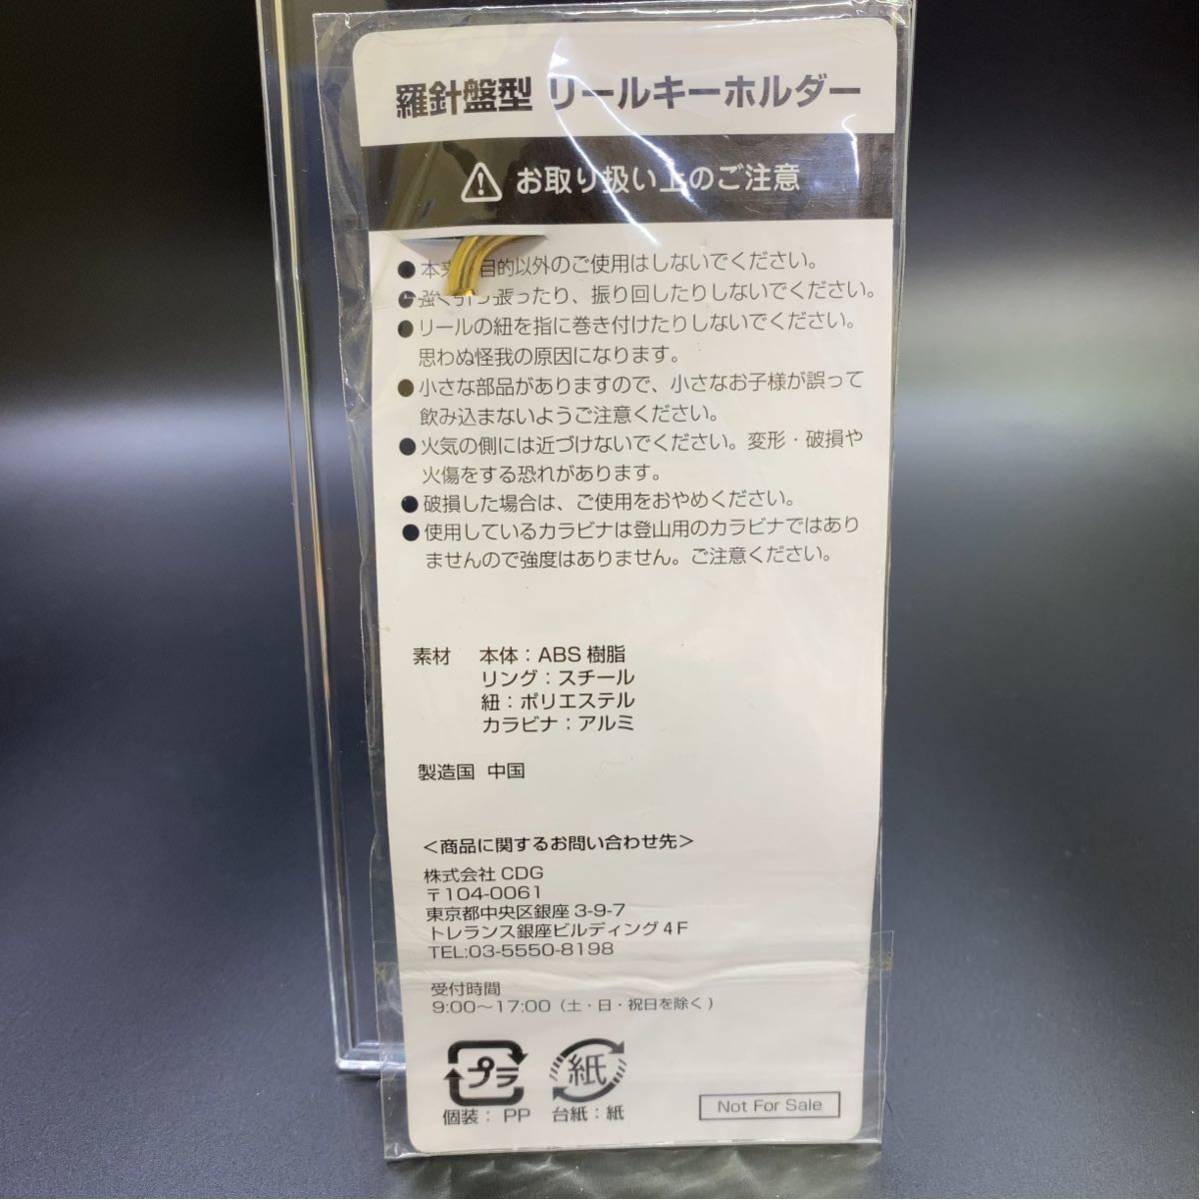 羅針盤型 リールキーホルダー
お取り扱い上のご注意
●本来 目的以外のご使用はしないでください。
●強く引っ張ったり、振り回したりしないでください。
●リールの紐を指に巻き付けたりしないでください。
思わぬ怪我の原因になります。
●小さな部品がありますので、小さなお子様が誤って
飲み込まないようご注意ください。
●火気の側には近づけないでください。変形・破損や
火傷をする恐れがあります。
●破損した場合は、ご使用をおやめください。
●使用しているカラビナは登山用のカラビナではあり
ませんので強度はありません。ご注意ください。
素材 本体：ABS 樹脂
リング：スチール
紐：ポリエステル
カラビナ：アルミ
製造国 中国
＜商品に関するお問い合わせ先＞
株式会社 CDG
〒104-0061
東京都中央区銀座 3-9-7
トレランス銀座ビルディング 4F
TEL:03-5550-8198
受付時間
9:00～17:00（土・日・祝日を除く）
プラ 紙
個装： PP 台紙：紙
Not For Sale